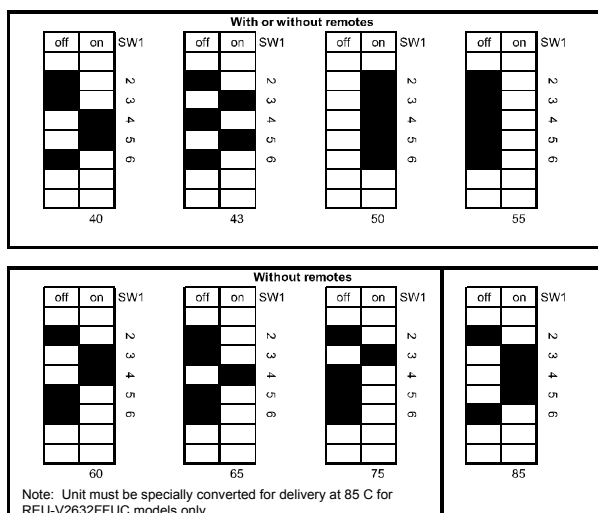 With or without remotes
off on SW1 off on SW1 off on SW1 off on SW1
2 2 2 2
3 3 3 3
4 4 4 4
5 5 5 5
6 6 6 6
40 43 50 55
Without remotes
off on SW1 off on SW1 off on SW1 off on SW1
2 2 2 2
3 3 3 3
4 4 4 4
5 5 5 5
6 6 6 6
60 65 75 85
Note: Unit must be specially converted for delivery at 85 C for
REU-V2632FFUC models only